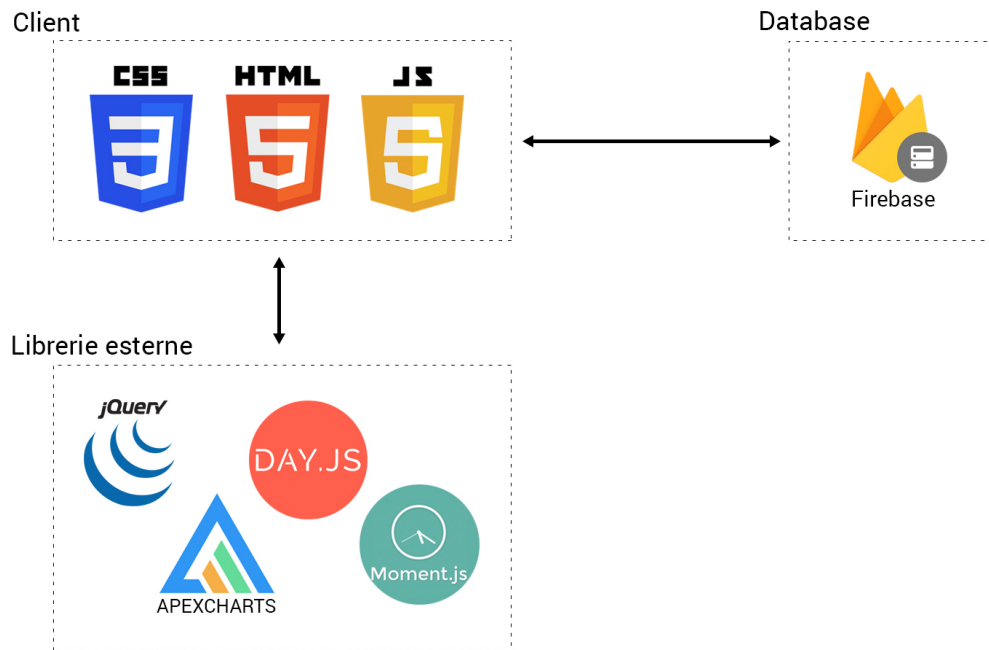 Client
Database
CSS HTML JS
Firebase
Librerie esterne
jQuery
DAY.JS
Moment.js
APEXCHARTS